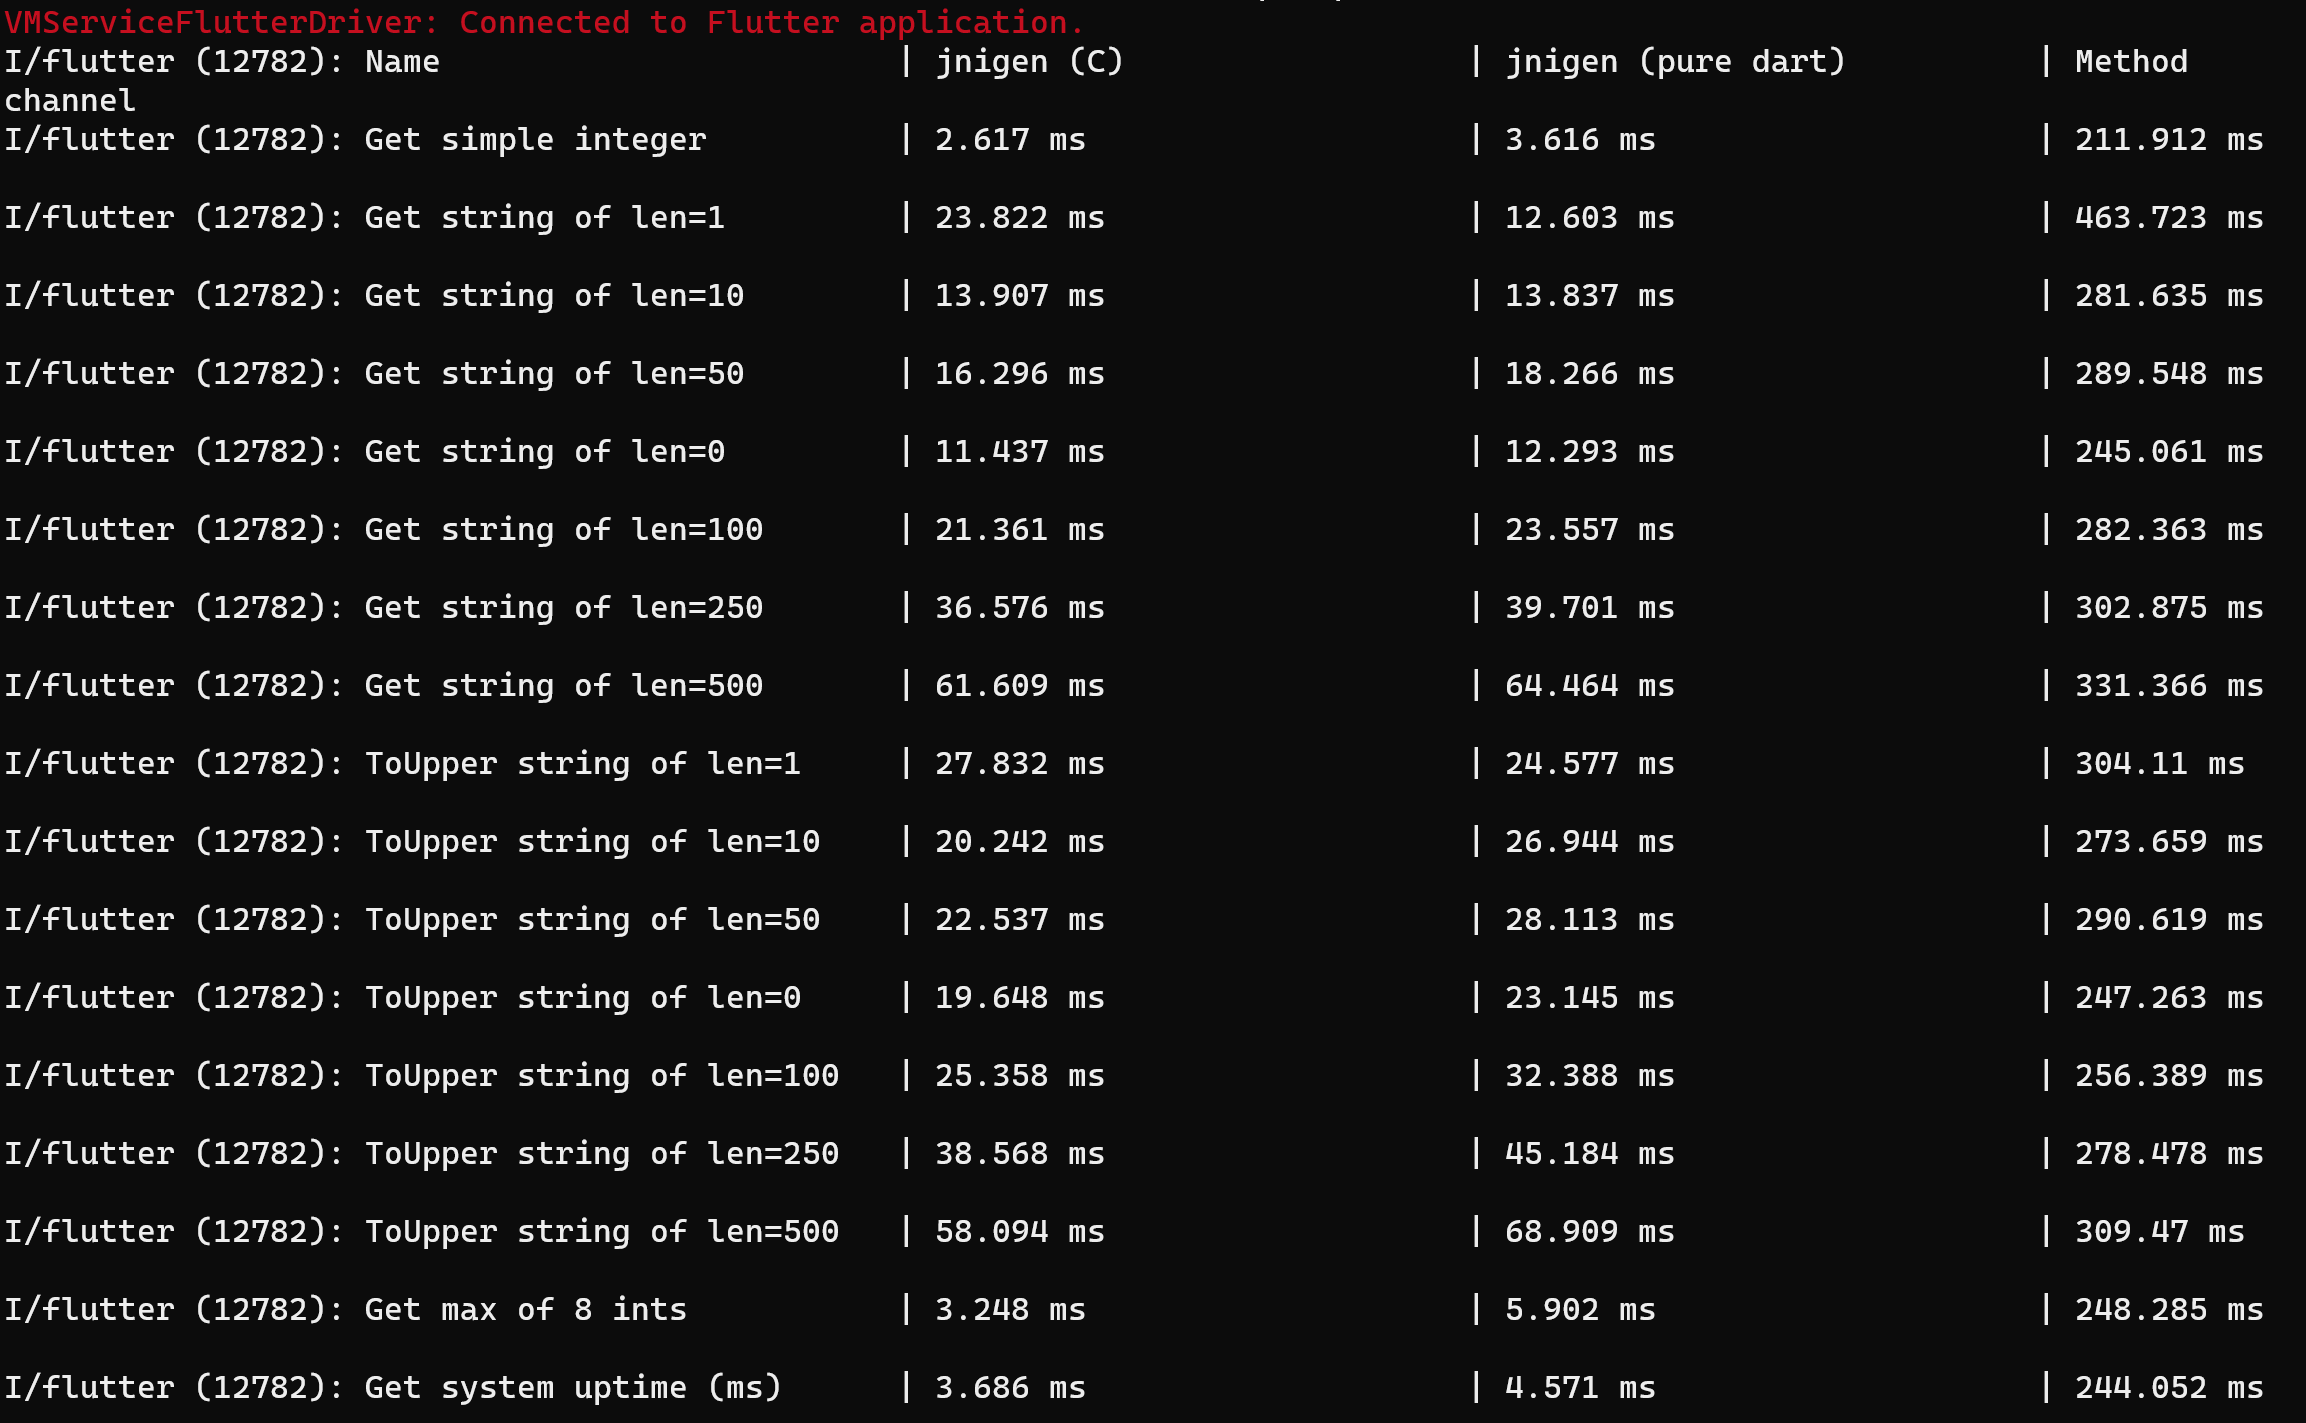 VMServiceFlutterDriver: Connected to Flutter application.
I/flutter (12782): Name | jnigen (C) | jnigen (pure dart) | Method
channel
I/flutter (12782): Get simple integer | 2.617 ms | 3.616 ms | 211.912 ms
I/flutter (12782): Get string of len=1 | 23.822 ms | 12.603 ms | 463.723 ms
I/flutter (12782): Get string of len=10 | 13.907 ms | 13.837 ms | 281.635 ms
I/flutter (12782): Get string of len=50 | 16.296 ms | 18.266 ms | 289.548 ms
I/flutter (12782): Get string of len=0 | 11.437 ms | 12.293 ms | 245.061 ms
I/flutter (12782): Get string of len=100 | 21.361 ms | 23.557 ms | 282.363 ms
I/flutter (12782): Get string of len=250 | 36.576 ms | 39.701 ms | 302.875 ms
I/flutter (12782): Get string of len=500 | 61.609 ms | 64.464 ms | 331.366 ms
I/flutter (12782): ToUpper string of len=1 | 27.832 ms | 24.577 ms | 304.11 ms
I/flutter (12782): ToUpper string of len=10 | 20.242 ms | 26.944 ms | 273.659 ms
I/flutter (12782): ToUpper string of len=50 | 22.537 ms | 28.113 ms | 290.619 ms
I/flutter (12782): ToUpper string of len=0 | 19.648 ms | 23.145 ms | 247.263 ms
I/flutter (12782): ToUpper string of len=100 | 25.358 ms | 32.388 ms | 256.389 ms
I/flutter (12782): ToUpper string of len=250 | 38.568 ms | 45.184 ms | 278.478 ms
I/flutter (12782): ToUpper string of len=500 | 58.094 ms | 68.909 ms | 309.47 ms
I/flutter (12782): Get max of 8 ints | 3.248 ms | 5.902 ms | 248.285 ms
I/flutter (12782): Get system uptime (ms) | 3.686 ms | 4.571 ms | 244.052 ms